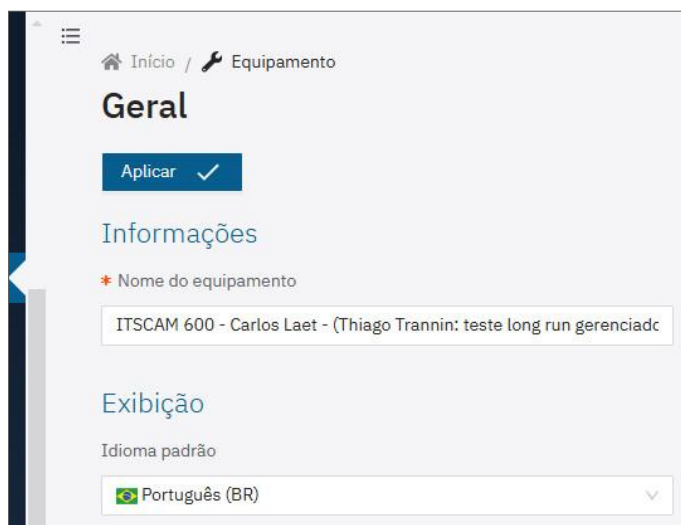 Início / Equipamento
Geral
Aplicar
Informações
* Nome do equipamento
ITSCAM 600 - Carlos Laet - (Thiago Trannin: teste long run gerenciadc
Exibição
Idioma padrão
Português (BR)